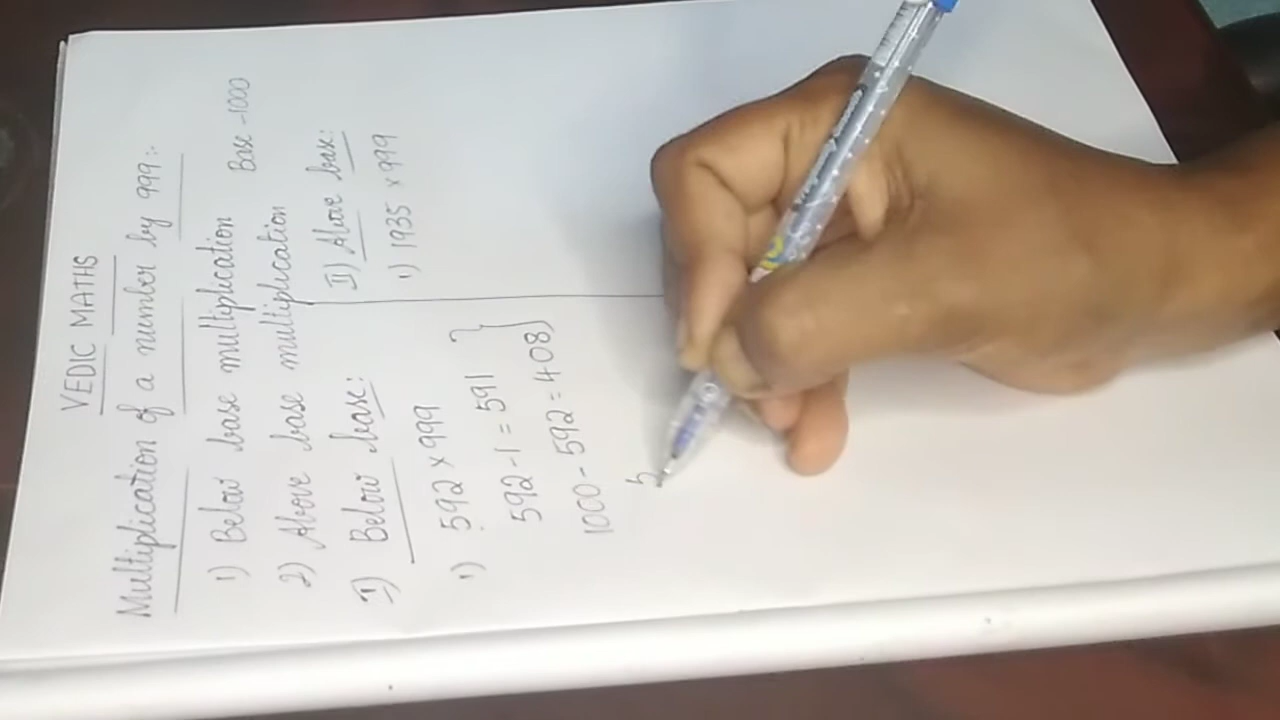 VEDIC MATHS
Multiplication of a number by 999:-
1) Below base multiplication Base - 1000
2) Above base multiplication
I) Below base:
1) 592 x 999
592 - 1 = 591 }
1000 - 592 = 408
5
II) Above base:
1) 1935 x 999